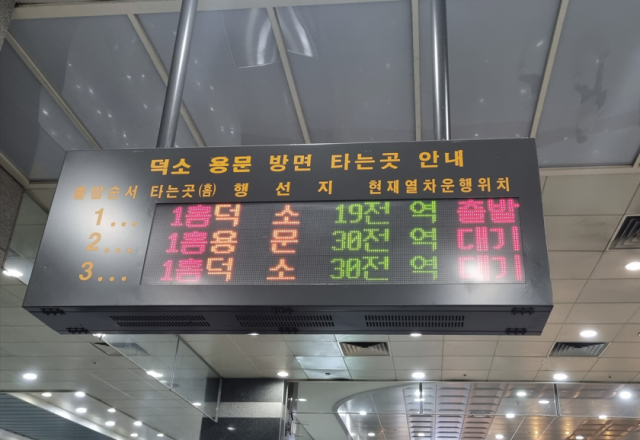 덕소 용문 방면 타는곳 안내
출발순서 타는곳(홈) 행 선 지 현재열차운행위치
1... 1홈 덕 소 19전 역 출발
2... 1홈 용 문 30전 역 대기
3... 1홈 덕 소 30전 역 대기